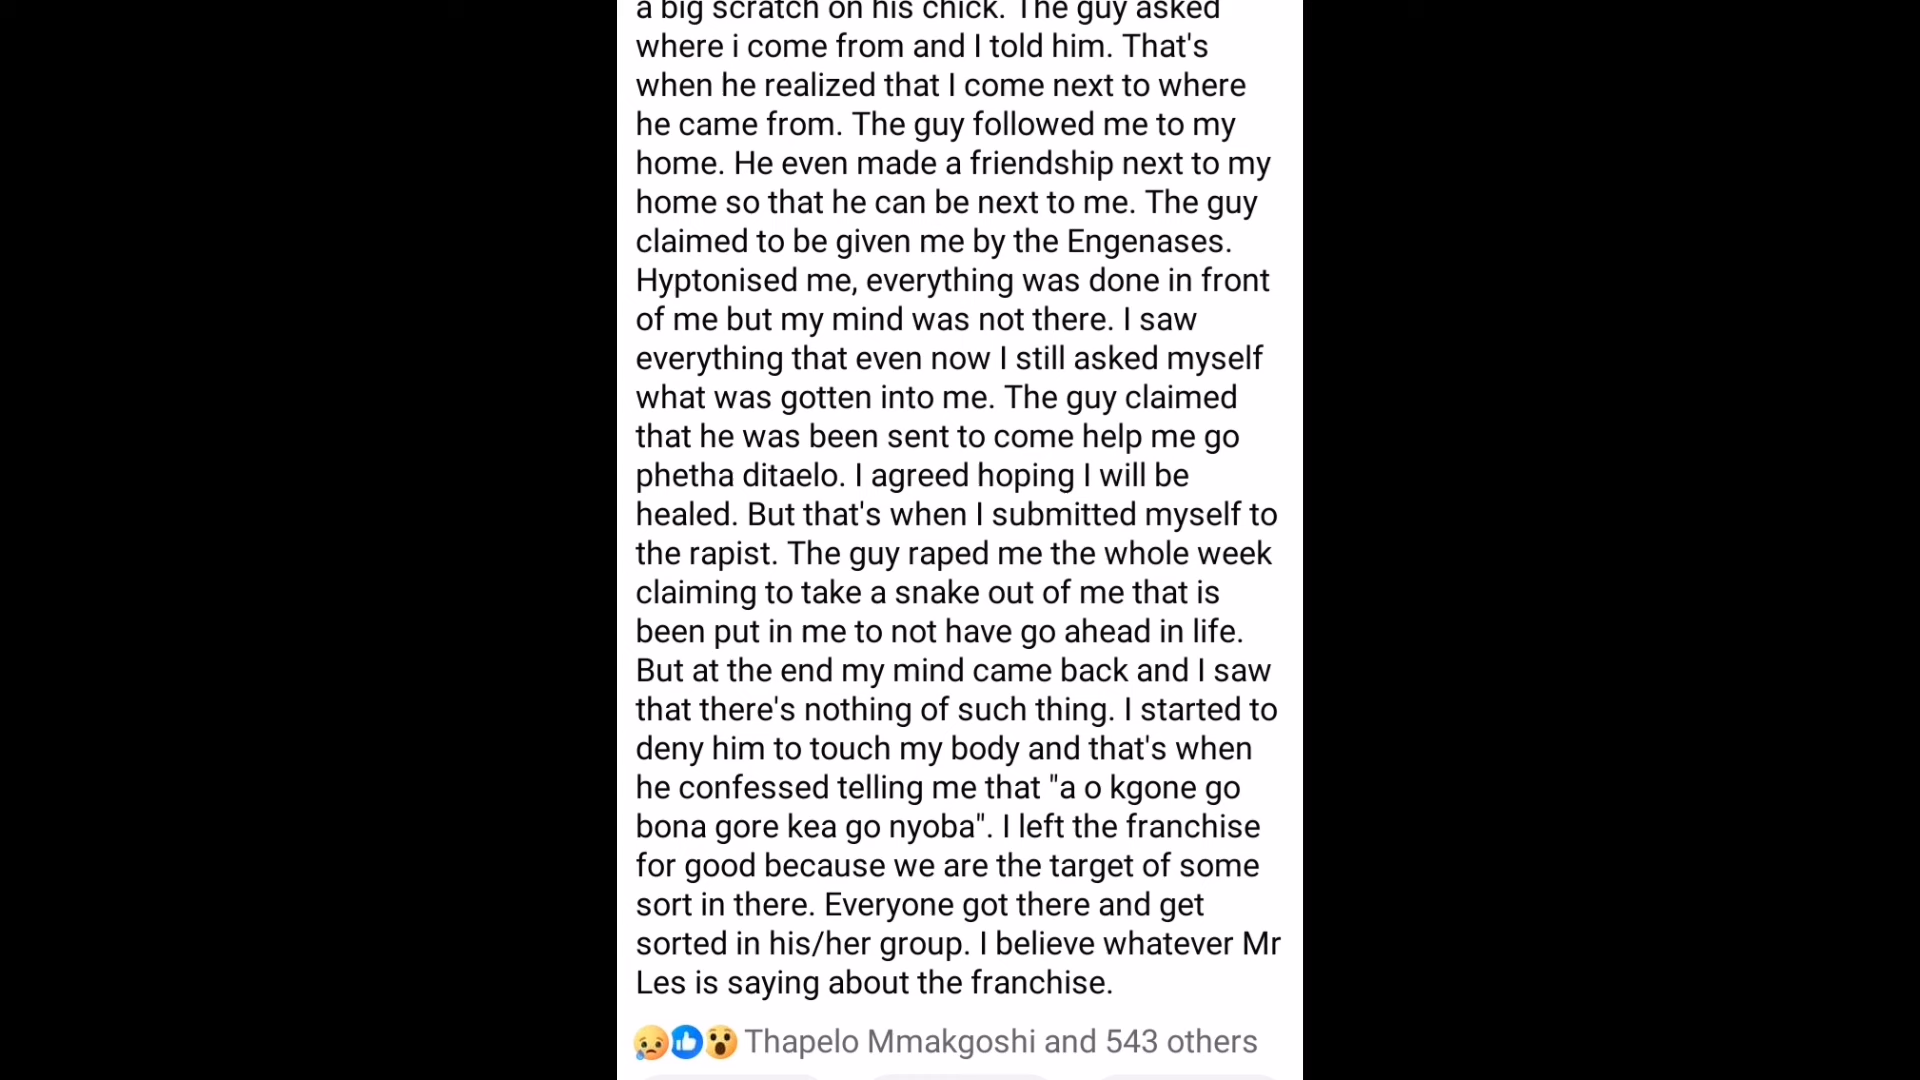 a big scratch on his chick. The guy asked
where i come from and I told him. That's
when he realized that I come next to where
he came from. The guy followed me to my
home. He even made a friendship next to my
home so that he can be next to me. The guy
claimed to be given me by the Engenases.
Hyptonised me, everything was done in front
of me but my mind was not there. I saw
everything that even now I still asked myself
what was gotten into me. The guy claimed
that he was been sent to come help me go
phetha ditaelo. I agreed hoping I will be
healed. But that's when I submitted myself to
the rapist. The guy raped me the whole week
claiming to take a snake out of me that is
been put in me to not have go ahead in life.
But at the end my mind came back and I saw
that there's nothing of such thing. I started to
deny him to touch my body and that's when
he confessed telling me that "a o kgone go
bona gore kea go nyoba". I left the franchise
for good because we are the target of some
sort in there. Everyone got there and get
sorted in his/her group. I believe whatever Mr
Les is saying about the franchise.
Thapelo Mmakgoshi and 543 others